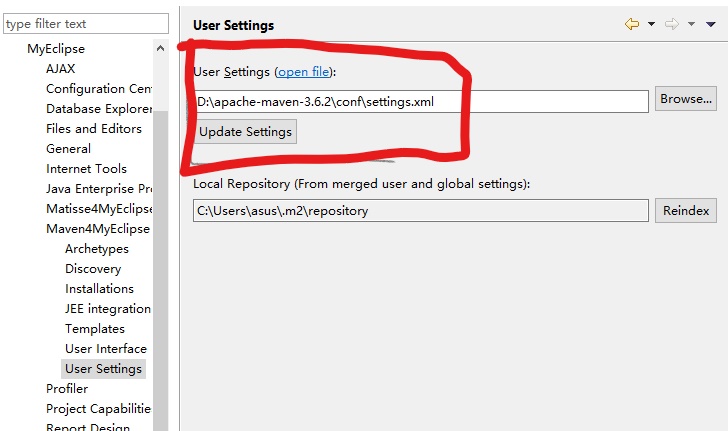 type filter text
MyEclipse
AJAX
Configuration Cen
Database Explorer
Files and Editors
General
Internet Tools
Java Enterprise Pr
Matisse4MyEclipse
Maven4MyEclipse
Archetypes
Discovery
Installations
JEE integration
Templates
User Interface
User Settings
Profiler
Project Capabilitie
Report Design
User Settings
User Settings (open file):
D:\apache-maven-3.6.2\conf\settings.xml
Browse...
Update Settings
Local Repository (From merged user and global settings):
C:\Users\asus\.m2\repository
Reindex